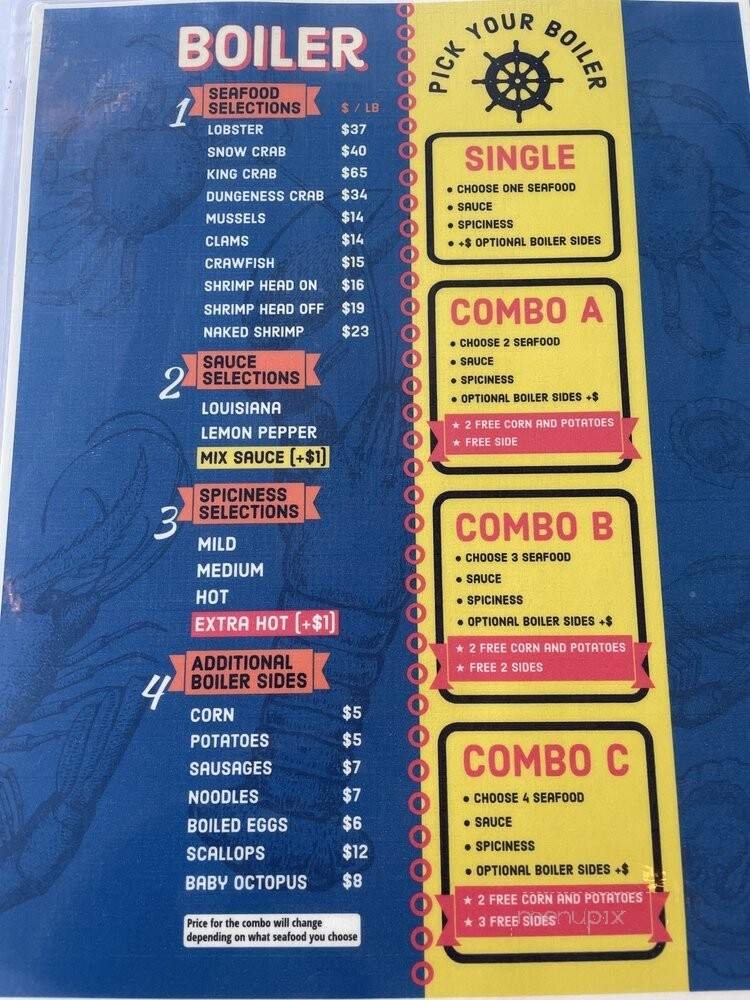 BOILER
1 SEAFOOD
SELECTIONS $ / LB
LOBSTER $37
SNOW CRAB $40
KING CRAB $65
DUNGENESS CRAB $34
MUSSELS $14
CLAMS $14
CRAWFISH $15
SHRIMP HEAD ON $16
SHRIMP HEAD OFF $19
NAKED SHRIMP $23
2 SAUCE
SELECTIONS
LOUISIANA
LEMON PEPPER
MIX SAUCE (+$1)
3 SPICINESS
SELECTIONS
MILD
MEDIUM
HOT
EXTRA HOT (+$1)
4 ADDITIONAL
BOILER SIDES
CORN $5
POTATOES $5
SAUSAGES $7
NOODLES $7
BOILED EGGS $6
SCALLOPS $12
BABY OCTOPUS $8
Price for the combo will change
depending on what seafood you choose
PICK YOUR BOILER
SINGLE
• CHOOSE ONE SEAFOOD
• SAUCE
• SPICINESS
• +$ OPTIONAL BOILER SIDES
COMBO A
• CHOOSE 2 SEAFOOD
• SAUCE
• SPICINESS
• OPTIONAL BOILER SIDES +$
★ 2 FREE CORN AND POTATOES
★ FREE SIDE
COMBO B
• CHOOSE 3 SEAFOOD
• SAUCE
• SPICINESS
• OPTIONAL BOILER SIDES +$
★ 2 FREE CORN AND POTATOES
★ FREE 2 SIDES
COMBO C
• CHOOSE 4 SEAFOOD
• SAUCE
• SPICINESS
• OPTIONAL BOILER SIDES +$
★ 2 FREE CORN AND POTATOES
★ 3 FREE SIDES
menupix